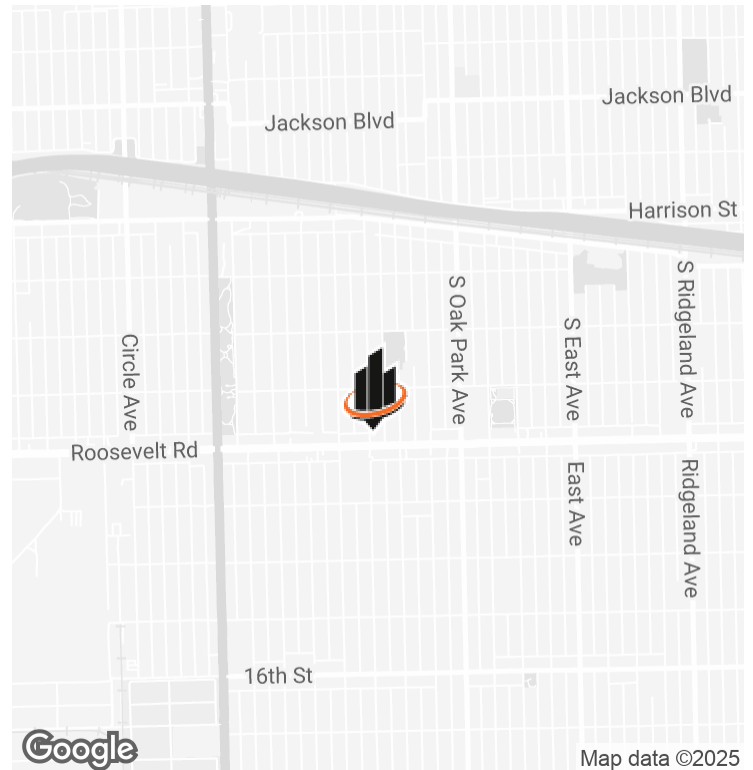 Jackson Blvd
Jackson Blvd
Harrison St
S Oak Park Ave
S East Ave
S Ridgeland Ave
Circle Ave
Roosevelt Rd
East Ave
Ridgeland Ave
16th St
Google
Map data ©2025